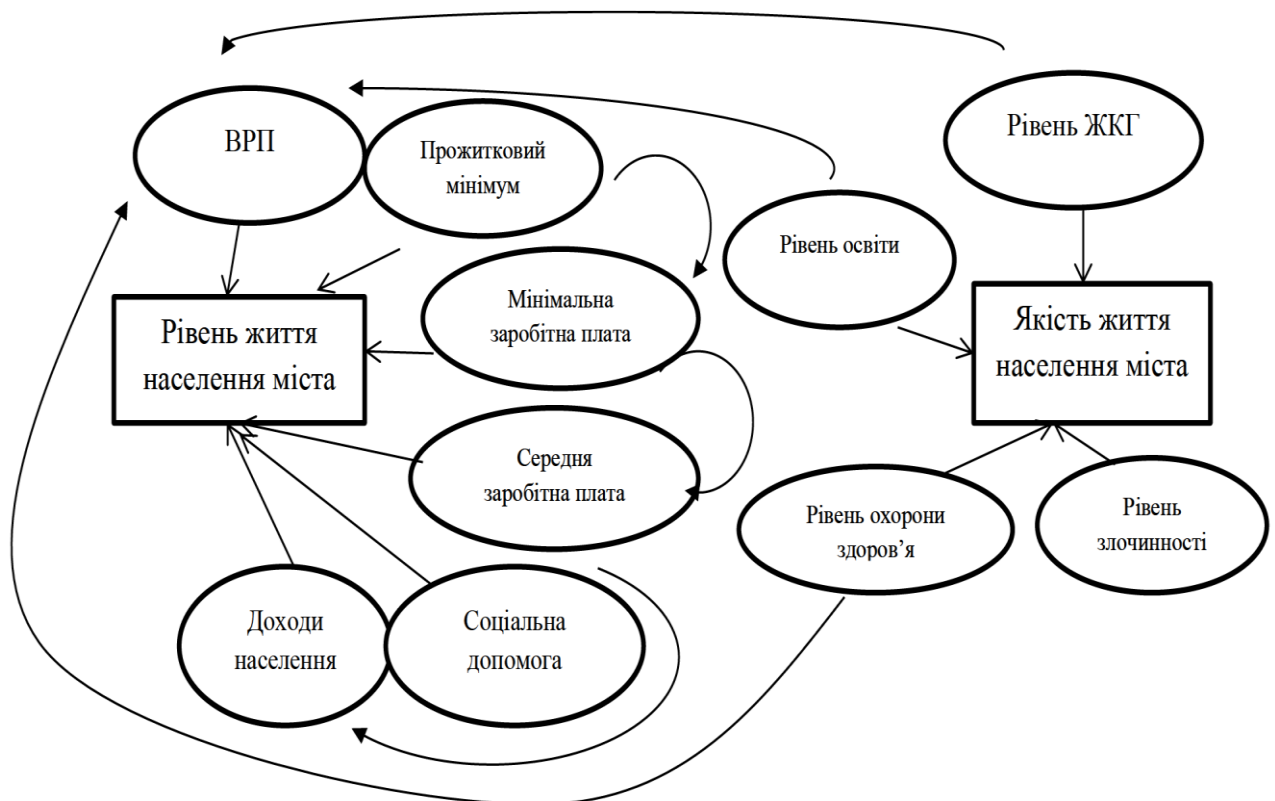 ВРП
Прожитковий
мінімум
Рівень ЖКГ
Рівень освіти
Мінімальна
заробітна плата
Рівень життя
населення міста
Якість життя
населення міста
Середня
заробітна плата
Рівень охорони
здоров’я
Рівень
злочинності
Доходи
населення
Соціальна
допомога